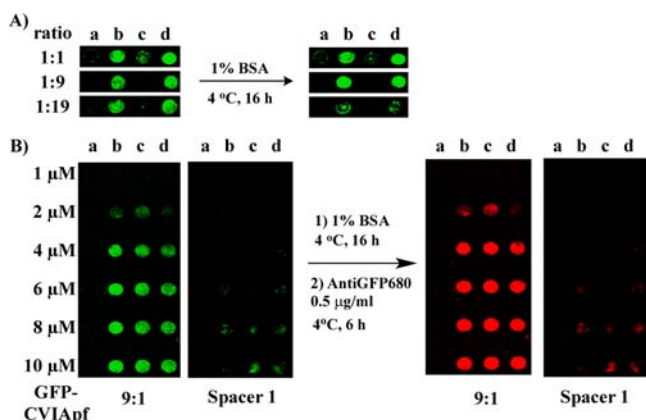 A)
ratio a b c d
1:1
1:9
1:19
1% BSA
4 °C, 16 h
a b c d
B)
a b c d
a b c d
a b c d
a b c d
1 μM
2 μM
4 μM
6 μM
8 μM
10 μM
1) 1% BSA
4 °C, 16 h
2) AntiGFP680
0.5 μg/ml
4°C, 6 h
GFP-
CVIApf
9:1
Spacer 1
9:1
Spacer 1